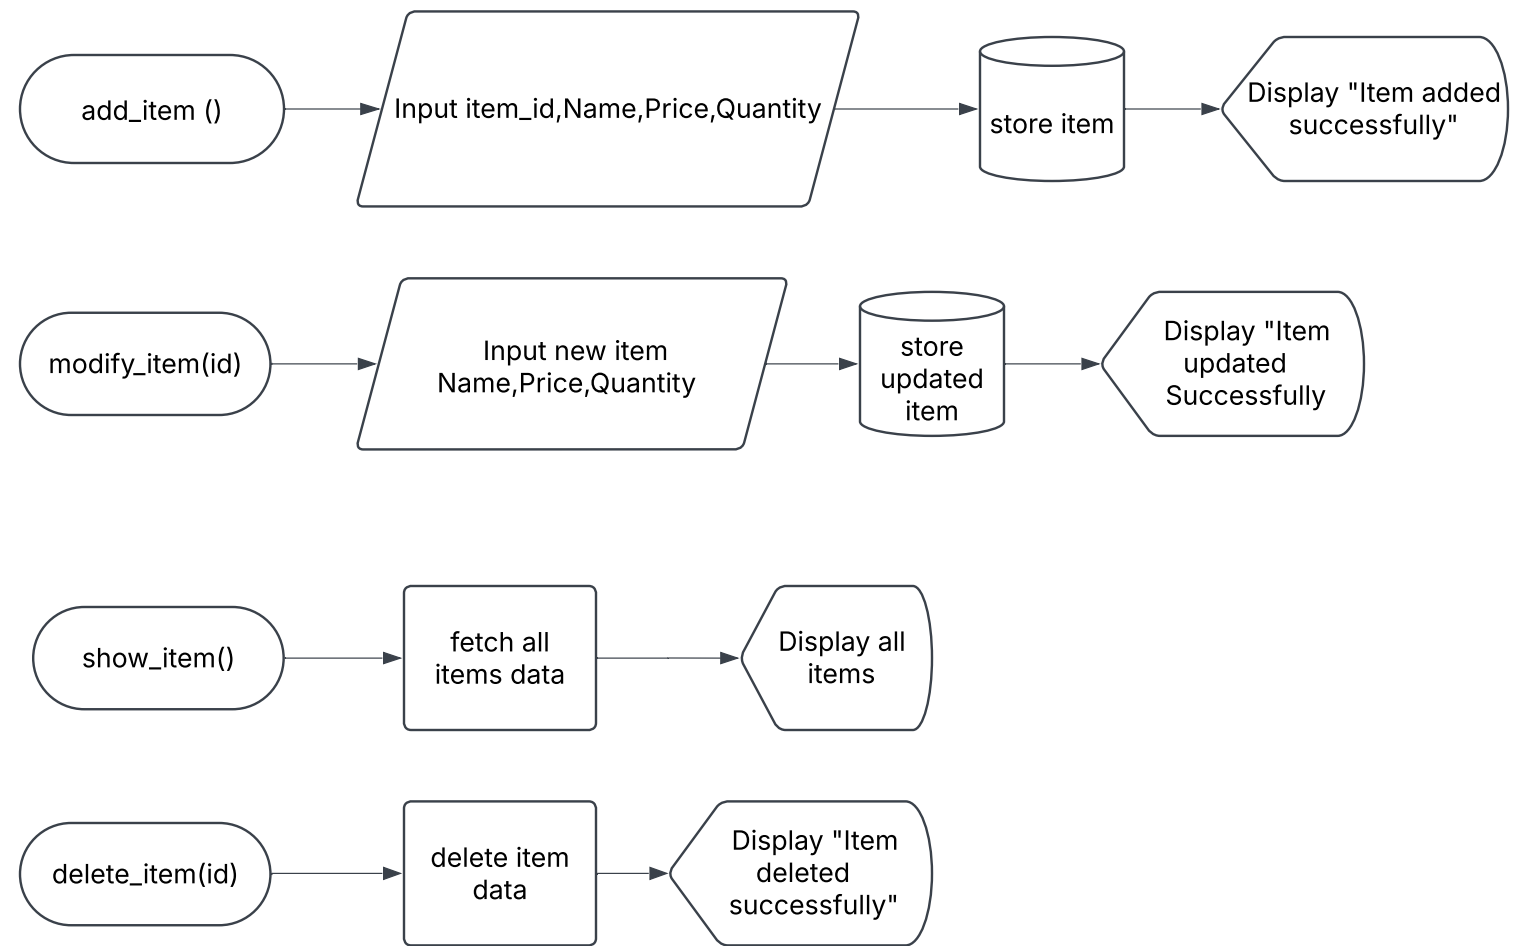 add_item ()
Input item_id,Name,Price,Quantity
store item
Display "Item added
successfully"
modify_item(id)
Input new item
Name,Price,Quantity
store
updated
item
Display "Item
updated
Successfully
show_item()
fetch all
items data
Display all
items
delete_item(id)
delete item
data
Display "Item
deleted
successfully"